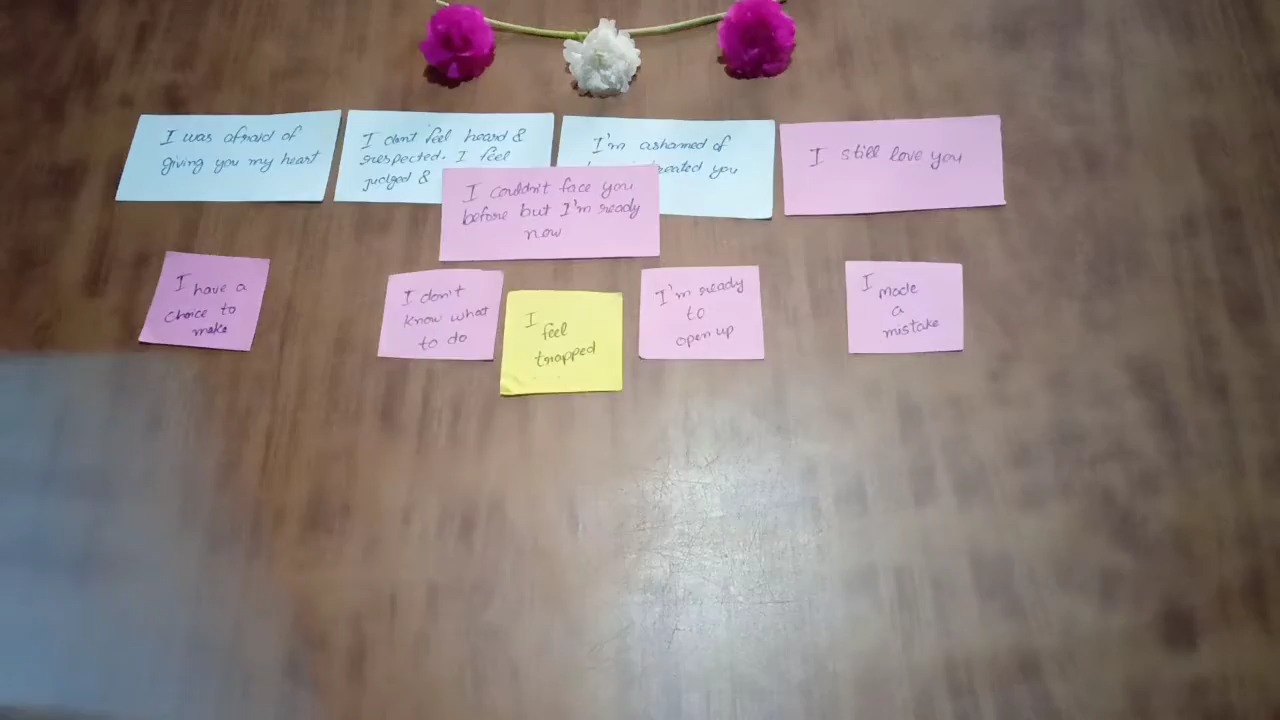 I was afraid of
giving you my heart
I don't feel heard &
respected. I feel
judged &
I'm ashamed of
treated you
I still love you
I couldn't face you
before but I'm ready
now
I have a
choice to
make
I don't
know what
to do
I
feel
trapped
I'm ready
to
open up
I
made
a
mistake